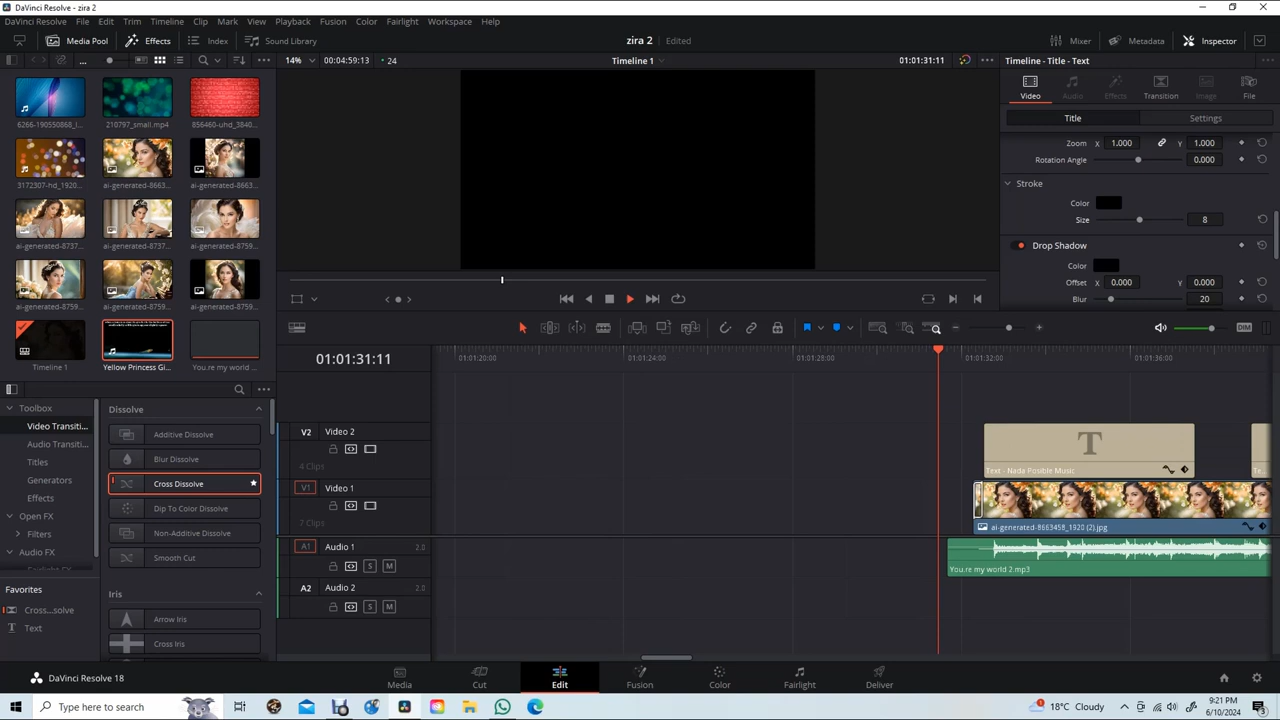 DaVinci Resolve - zira 2
DaVinci Resolve File Edit Trim Timeline Clip Mark View Playback Fusion Color Fairlight Workspace Help
Media Pool Effects Index Sound Library
zira 2 Edited
Mixer Metadata Inspector
... 14% 00:04:59:13 24 Timeline 1 01:01:31:11
Timeline - Title - Text
Video Audio Effects Transition Image File
Title Settings
Zoom X 1.000 Y 1.000
Rotation Angle 0.000
Stroke
Color
Size 8
Drop Shadow
Color
Offset 0.000 0.000
Blur 20
6266-190550868_l... 210797_small.mp4 856460-uhd_3840...
3172307-hd_1920... ai-generated-8663... ai-generated-8663...
ai-generated-8737... ai-generated-8737... ai-generated-8759...
ai-generated-8759... ai-generated-8759... ai-generated-8759...
Timeline 1 Yellow Princess Gi... You.re my world ...
Toolbox
Video Transiti...
Audio Transiti...
Titles
Generators
Effects
Open FX
Filters
Audio FX
Favorites
Cross...solve
Text
Dissolve
Additive Dissolve
Blur Dissolve
Cross Dissolve
Dip To Color Dissolve
Non-Additive Dissolve
Smooth Cut
Iris
Arrow Iris
Cross Iris
DIM
01:01:31:11
01:01:20:00 01:01:24:00 01:01:28:00 01:01:32:00 01:01:36:00
V2 Video 2
4 Clips
T
Text - Nada Posible Music
Te...
V1 Video 1
7 Clips
ai-generated-8663458_1920 (2).jpg
A1 Audio 1 2.0
S M
You.re my world 2.mp3
A2 Audio 2 2.0
S M
DaVinci Resolve 18
Media Cut Edit Fusion Color Fairlight Deliver
Type here to search
1 18°C Cloudy
9:21 PM
6/10/2024
3